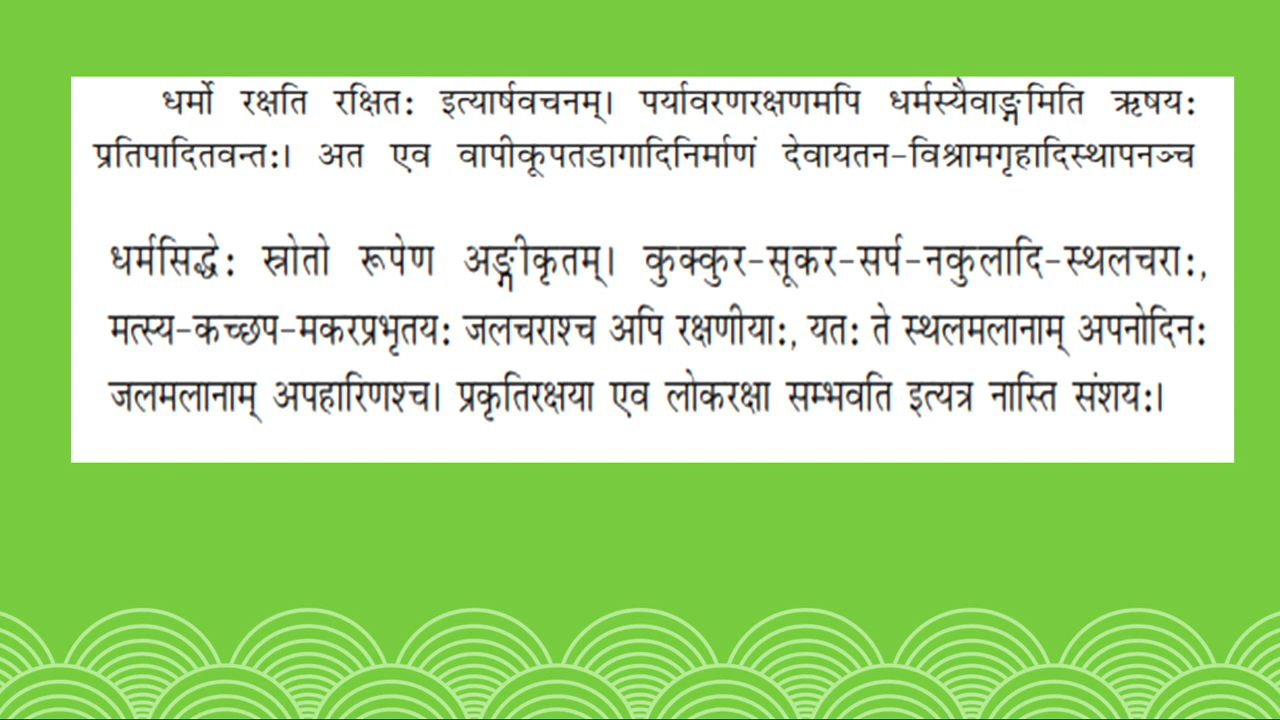 धर्मो रक्षति रक्षितः इत्यार्षवचनम्। पर्यावरणरक्षणमपि धर्मस्यैवाङ्गमिति ऋषयः
प्रतिपादितवन्तः। अत एव वापीकूपतडागादिनिर्माणं देवायतन-विश्रामगृहादिस्थापनञ्च
धर्मसिद्धेः स्रोतो रूपेण अङ्गीकृतम्। कुक्कुर-सूकर-सर्प-नकुलादि-स्थलचराः,
मत्स्य-कच्छप-मकरप्रभृतयः जलचराश्च अपि रक्षणीयाः, यतः ते स्थलमलानाम् अपनोदिनः
जलमलानाम् अपहारिणश्च। प्रकृतिरक्षया एव लोकरक्षा सम्भवति इत्यत्र नास्ति संशयः।